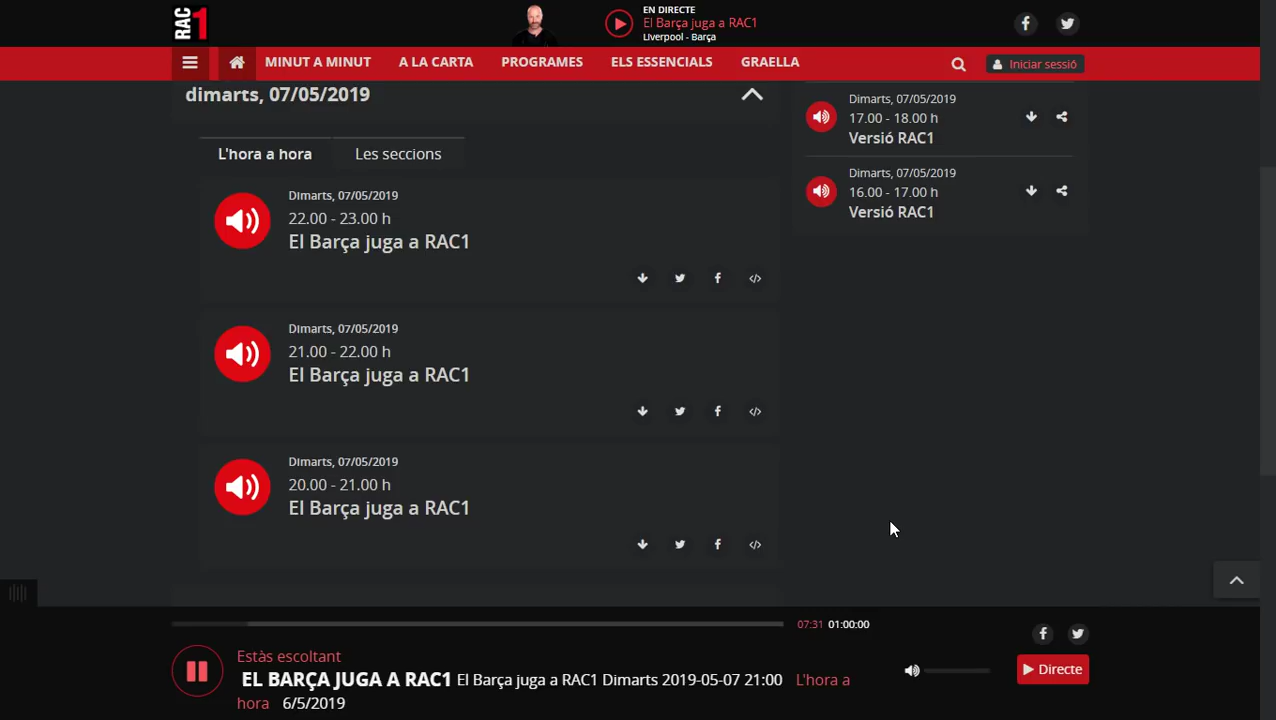 RAC
1
EN DIRECTE
El Barça juga a RAC1
Liverpool - Barça
MINUT A MINUT
A LA CARTA
PROGRAMES
ELS ESSENCIALS
GRAELLA
Iniciar sessió
dimarts, 07/05/2019
L'hora a hora
Les seccions
Dimarts, 07/05/2019
22.00 - 23.00 h
El Barça juga a RAC1
Dimarts, 07/05/2019
21.00 - 22.00 h
El Barça juga a RAC1
Dimarts, 07/05/2019
20.00 - 21.00 h
El Barça juga a RAC1
Dimarts, 07/05/2019
17.00 - 18.00 h
Versió RAC1
Dimarts, 07/05/2019
16.00 - 17.00 h
Versió RAC1
07:31 01:00:00
Estàs escoltant
EL BARÇA JUGA A RAC1 El Barça juga a RAC1 Dimarts 2019-05-07 21:00 L'hora a
hora 6/5/2019
Directe